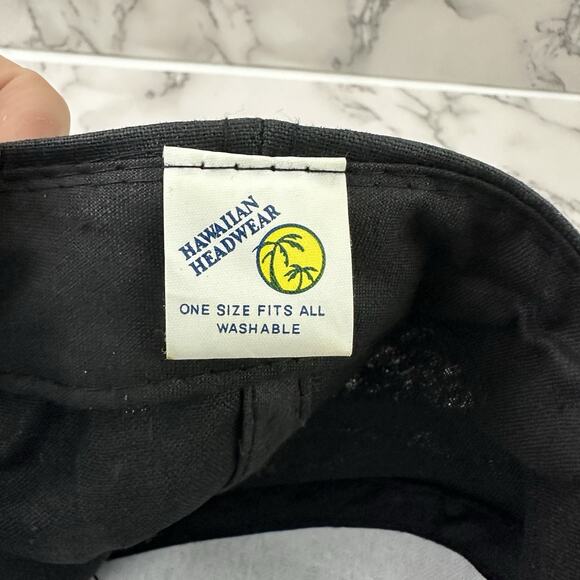 HAWAIIAN
HEADWEAR
ONE SIZE FITS ALL
WASHABLE